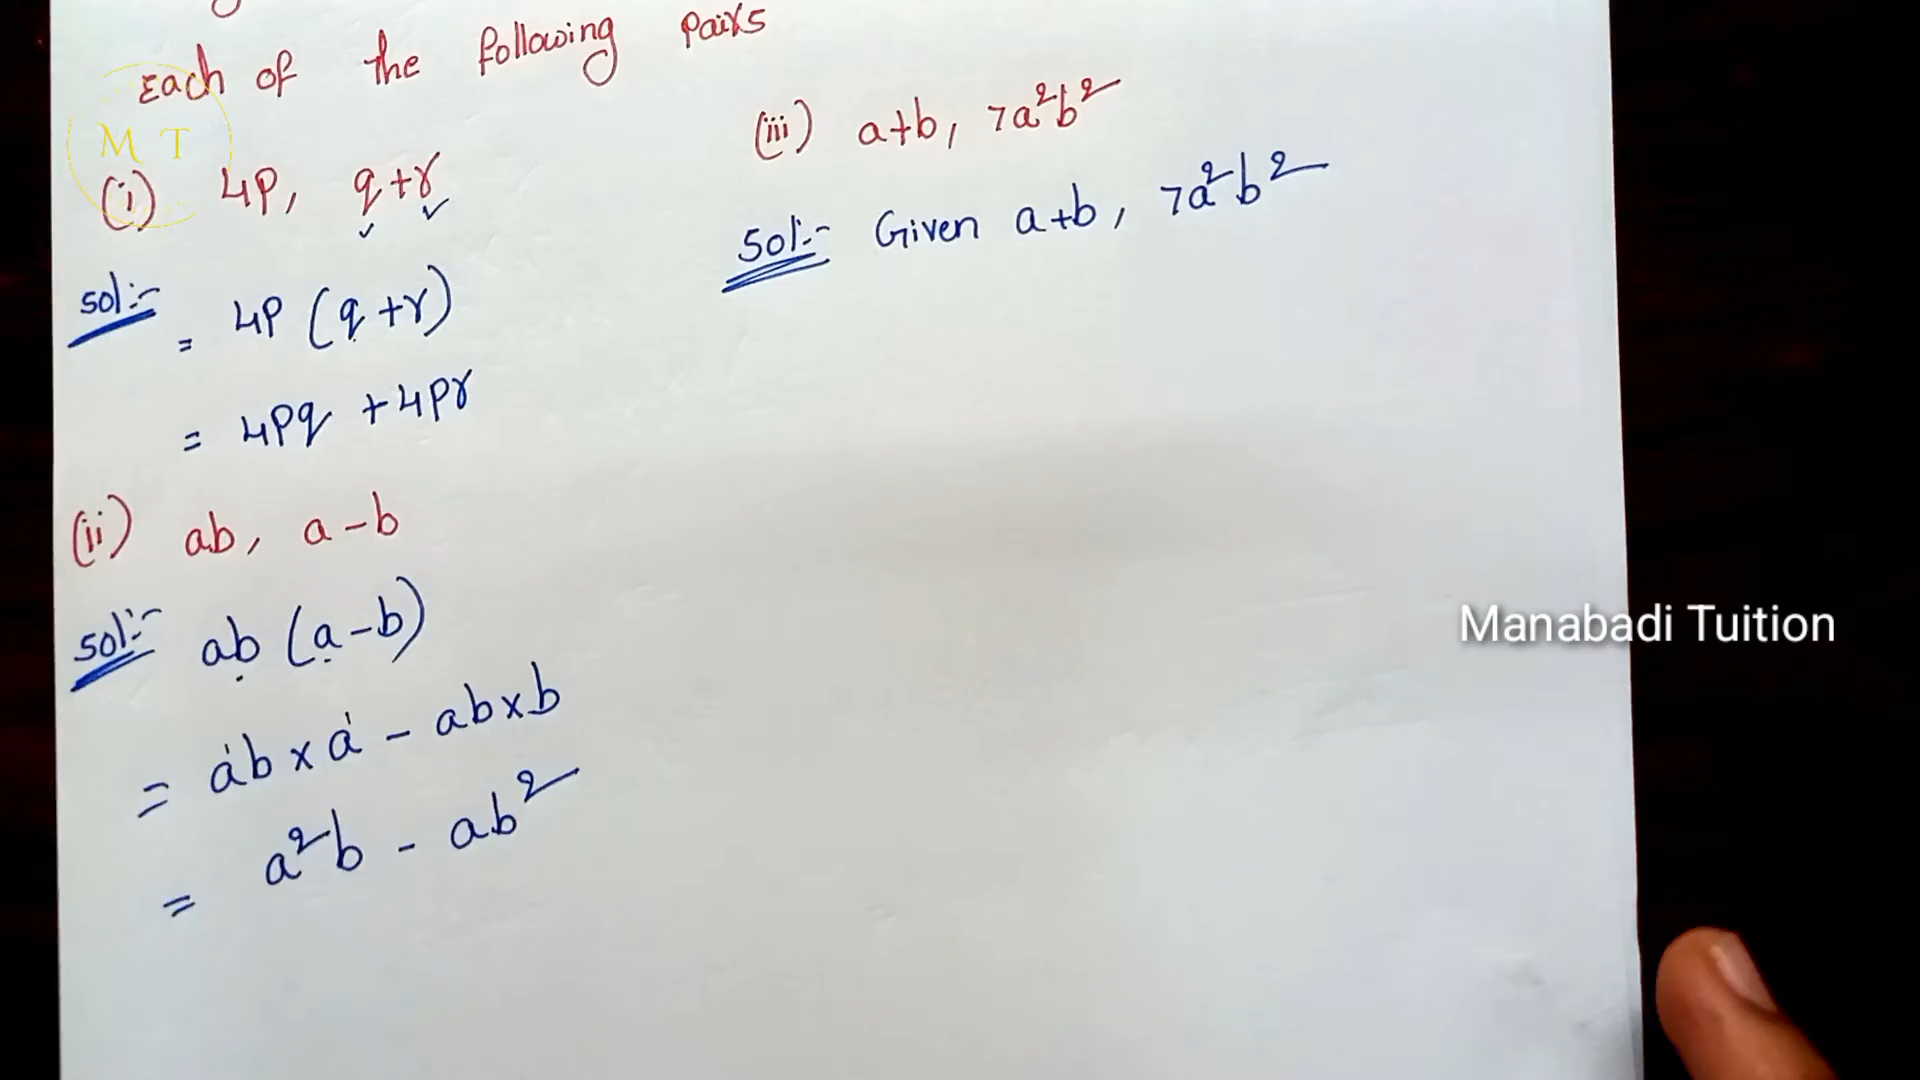 Each of the following pairs
M T
(i) 4p, q+r
Sol:-
= 4p (q+r)
= 4pq + 4pr
(ii) ab, a-b
Sol:- ab (a-b)
= ab x a - ab x b
= a²b - ab²
(iii) a+b, 7a²b²
Sol:- Given a+b, 7a²b²
Manabadi Tuition